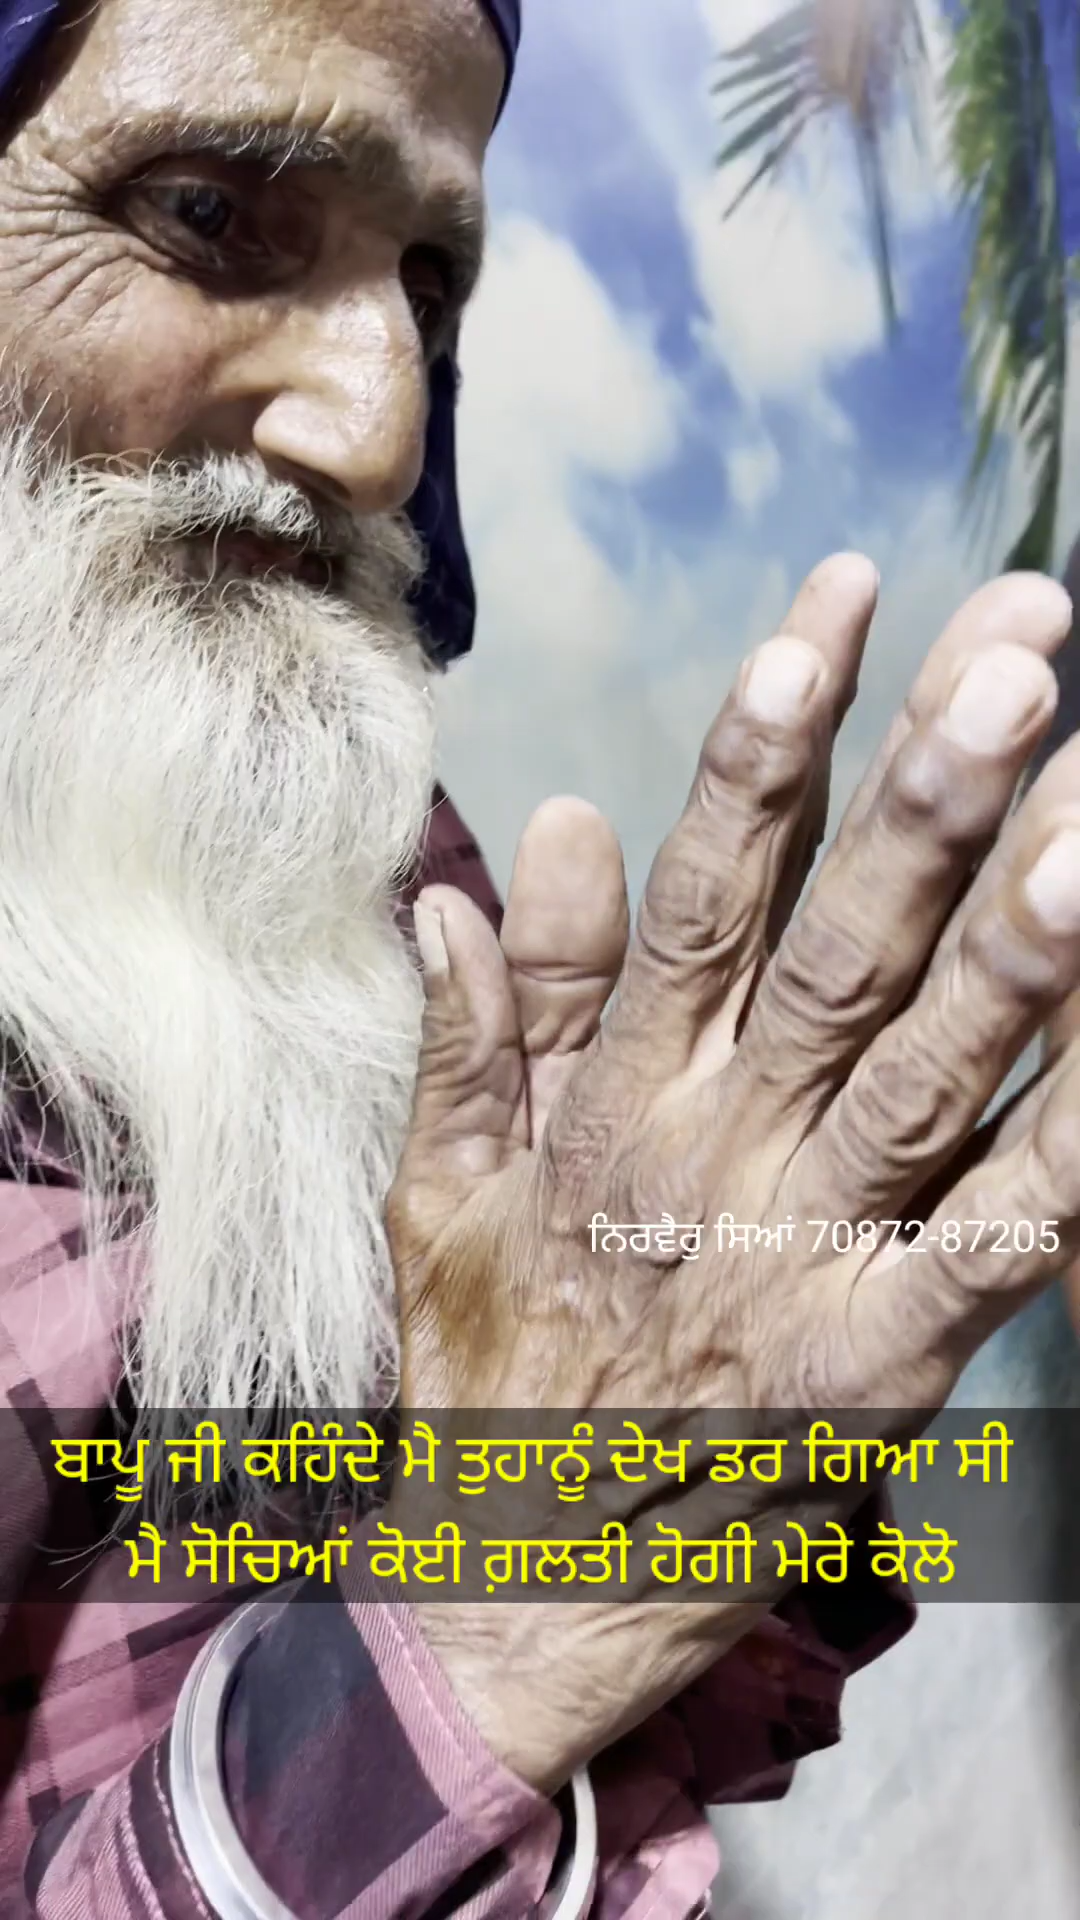 ਨਿਰਵੈਰੁ ਸਿਆਂ 70872-87205
ਬਾਪੂ ਜੀ ਕਹਿੰਦੇ ਮੈ ਤੁਹਾਨੂੰ ਦੇਖ ਡਰ ਗਿਆ ਸੀ
ਮੈ ਸੋਚਿਆਂ ਕੋਈ ਗ਼ਲਤੀ ਹੋਗੀ ਮੇਰੇ ਕੋਲੋ